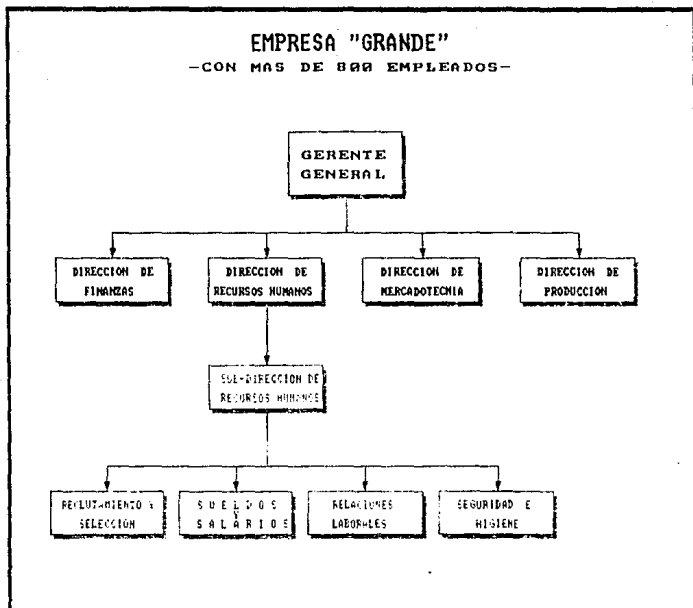 EMPRESA "GRANDE"
-CON MAS DE 800 EMPLEADOS-
GERENTE
GENERAL
DIRECCION DE
FINANZAS
DIRECCION DE
RECURSOS HUMANOS
DIRECCION DE
MERCADOTECNIA
DIRECCION DE
PRODUCCION
SUB-DIRECCION DE
RECURSOS HUMANOS
RECLUTAMIENTO Y
SELECCIÓN
SUELDOS
Y
SALARIOS
RELACIONES
LABORALES
SEGURIDAD E
HIGIENE